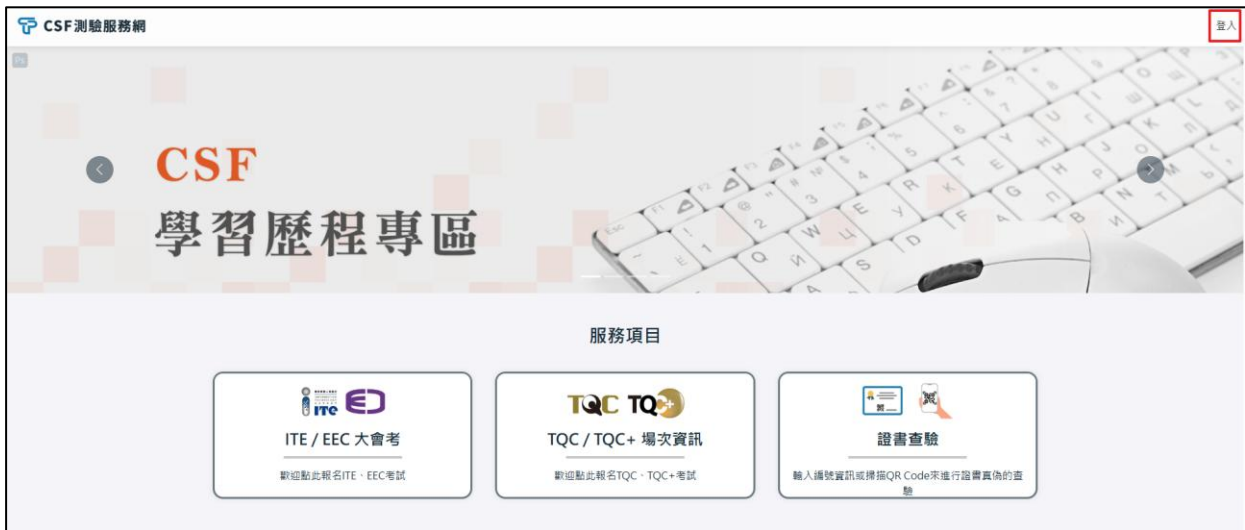 CSF測驗服務網
登入
CSF
學習歷程專區
服務項目
iTe
ITE / EEC 大會考
歡迎點此報名ITE、EEC考試
TQC TQC+
TQC / TQC+ 場次資訊
歡迎點此報名TQC、TQC+考試
證書查驗
輸入編號資訊或掃描QR Code來進行證書真偽的查
驗